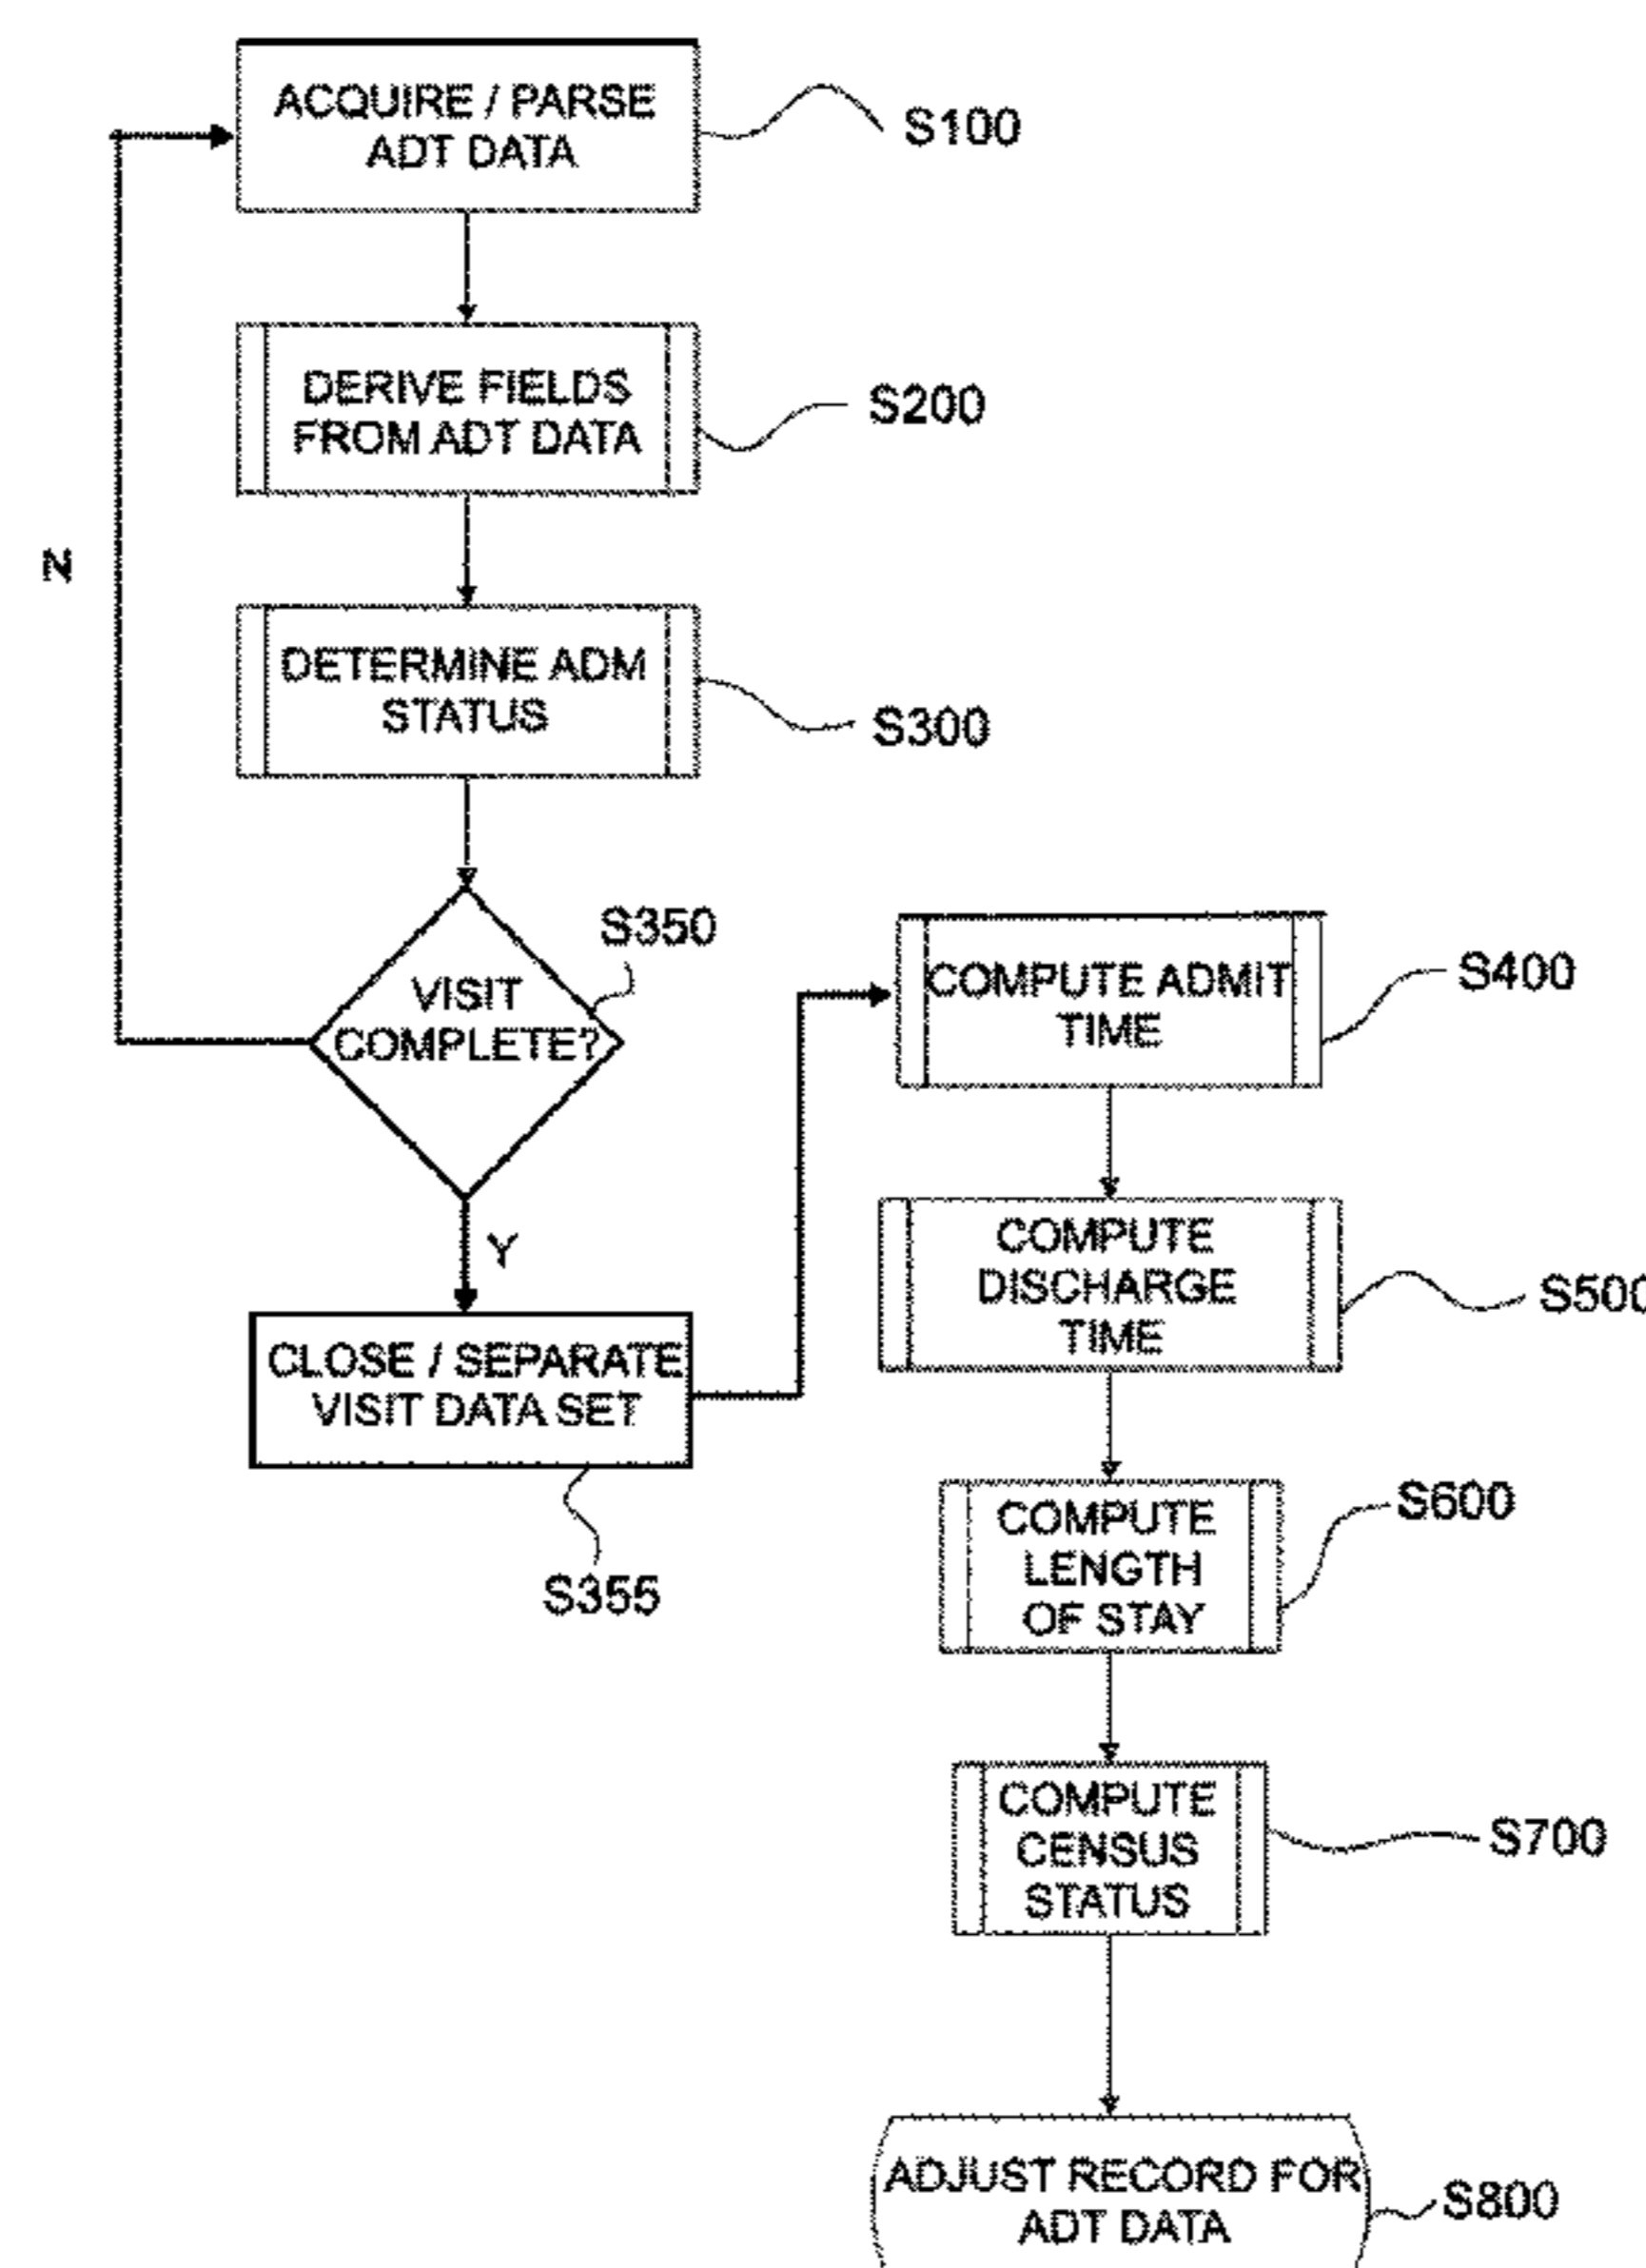 ACQUIRE / PARSE
ADT DATA
S100
DERIVE FIELDS
FROM ADT DATA
S200
N
DETERMINE ADM
STATUS
S300
S350
VISIT
COMPLETE?
Y
CLOSE / SEPARATE
VISIT DATA SET
S355
COMPUTE ADMIT
TIME
S400
COMPUTE
DISCHARGE
TIME
S500
COMPUTE
LENGTH
OF STAY
S600
COMPUTE
CENSUS
STATUS
S700
ADJUST RECORD FOR
ADT DATA
S800